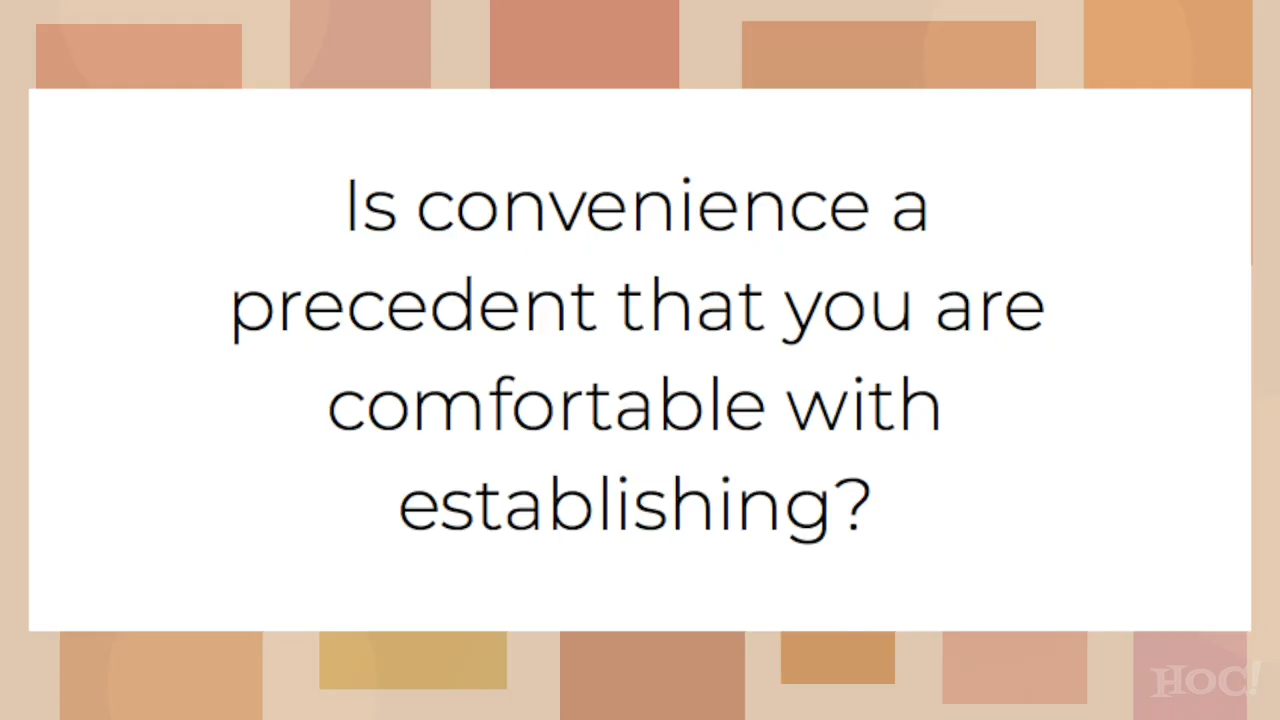 Is convenience a
precedent that you are
comfortable with
establishing?
HOC!